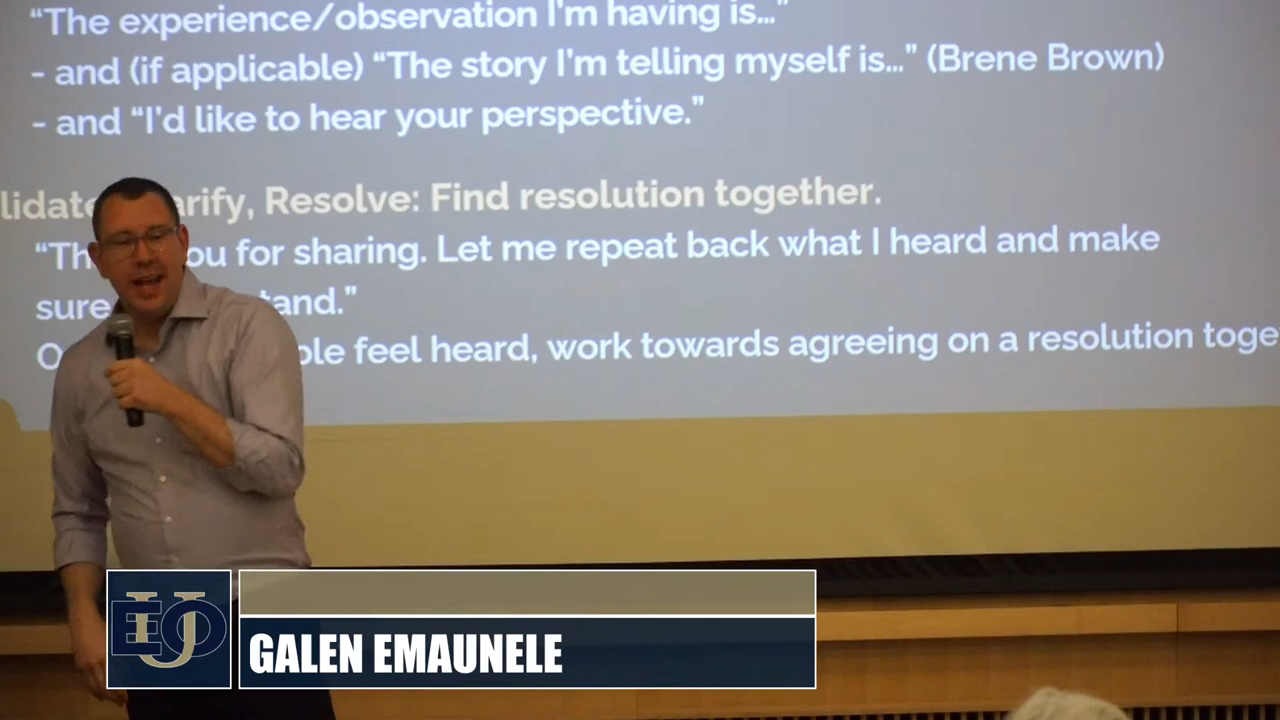 “The experience/observation I’m having is...”
- and (if applicable) “The story I’m telling myself is...” (Brene Brown)
- and “I’d like to hear your perspective.”
Resolve: Find resolution together.
for sharing. Let me repeat back what I heard and make
sure
feel heard, work towards agreeing on a resolution
EUO
GALEN EMAUNELE